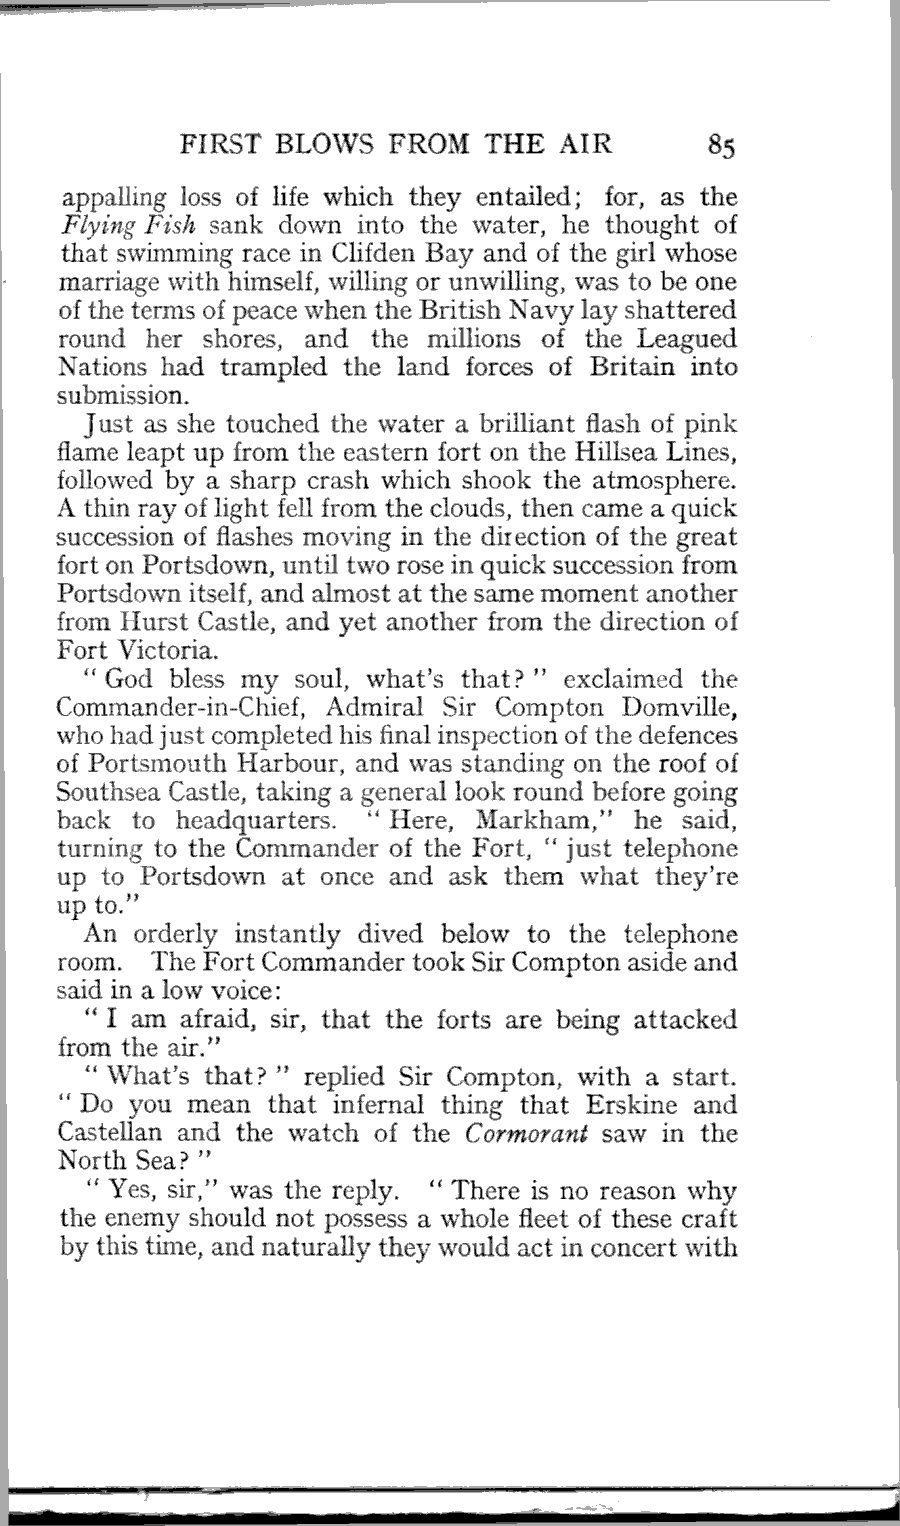 FIRST BLOWS FROM THE AIR 85
appalling loss of life which they entailed; for, as the
Flying Fish sank down into the water, he thought of
that swimming race in Clifden Bay and of the girl whose
marriage with himself, willing or unwilling, was to be one
of the terms of peace when the British Navy lay shattered
round her shores, and the millions of the Leagued
Nations had trampled the land forces of Britain into
submission.
Just as she touched the water a brilliant flash of pink
flame leapt up from the eastern fort on the Hillsea Lines,
followed by a sharp crash which shook the atmosphere.
A thin ray of light fell from the clouds, then came a quick
succession of flashes moving in the direction of the great
fort on Portsdown, until two rose in quick succession from
Portsdown itself, and almost at the same moment another
from Hurst Castle, and yet another from the direction of
Fort Victoria.
" God bless my soul, what's that? " exclaimed the
Commander-in-Chief, Admiral Sir Compton Domville,
who had just completed his final inspection of the defences
of Portsmouth Harbour, and was standing on the roof of
Southsea Castle, taking a general look round before going
back to headquarters. " Here, Markham," he said,
turning to the Commander of the Fort, " just telephone
up to Portsdown at once and ask them what they're
up to."
An orderly instantly dived below to the telephone
room. The Fort Commander took Sir Compton aside and
said in a low voice:
" I am afraid, sir, that the forts are being attacked
from the air."
" What's that? " replied Sir Compton, with a start.
" Do you mean that infernal thing that Erskine and
Castellan and the watch of the Cormorant saw in the
North Sea? "
" Yes, sir," was the reply. " There is no reason why
the enemy should not possess a whole fleet of these craft
by this time, and naturally they would act in concert with